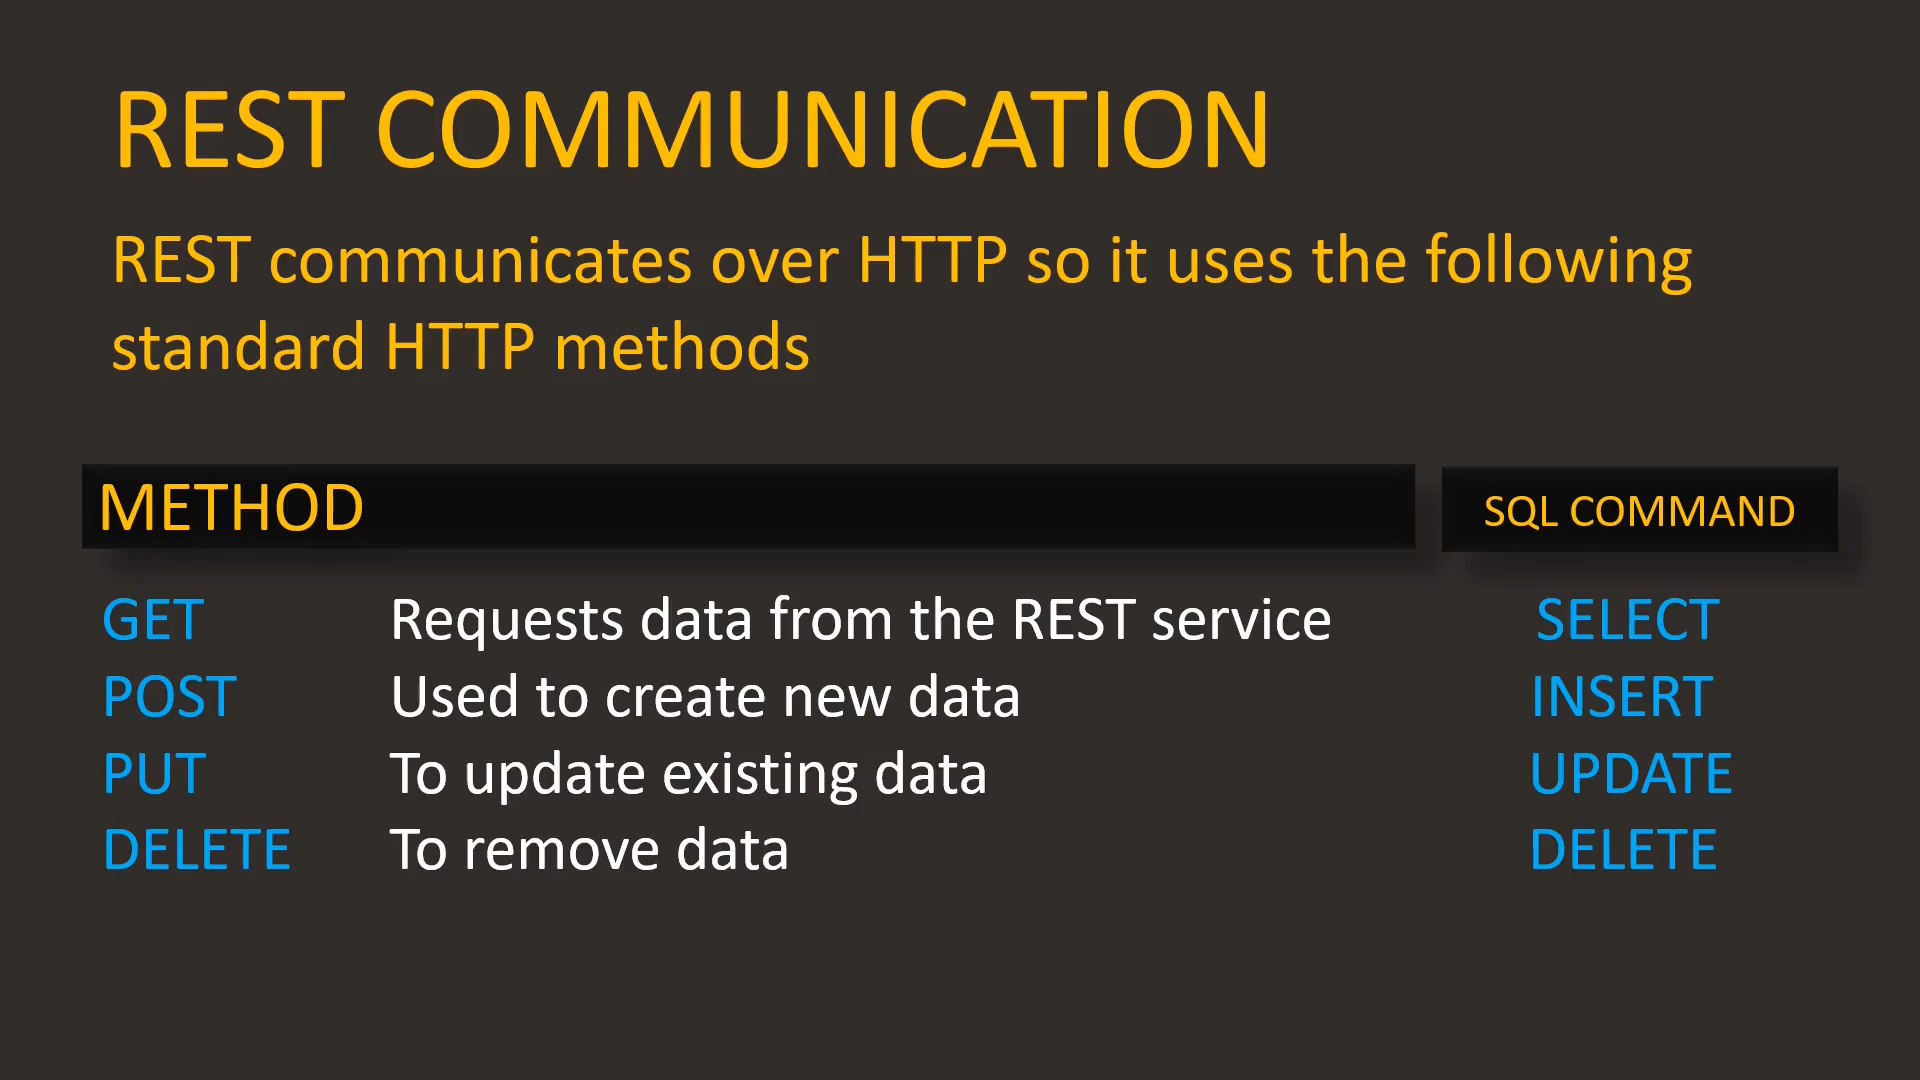 REST COMMUNICATION
REST communicates over HTTP so it uses the following
standard HTTP methods
METHOD SQL COMMAND
GET Requests data from the REST service SELECT
POST Used to create new data INSERT
PUT To update existing data UPDATE
DELETE To remove data DELETE